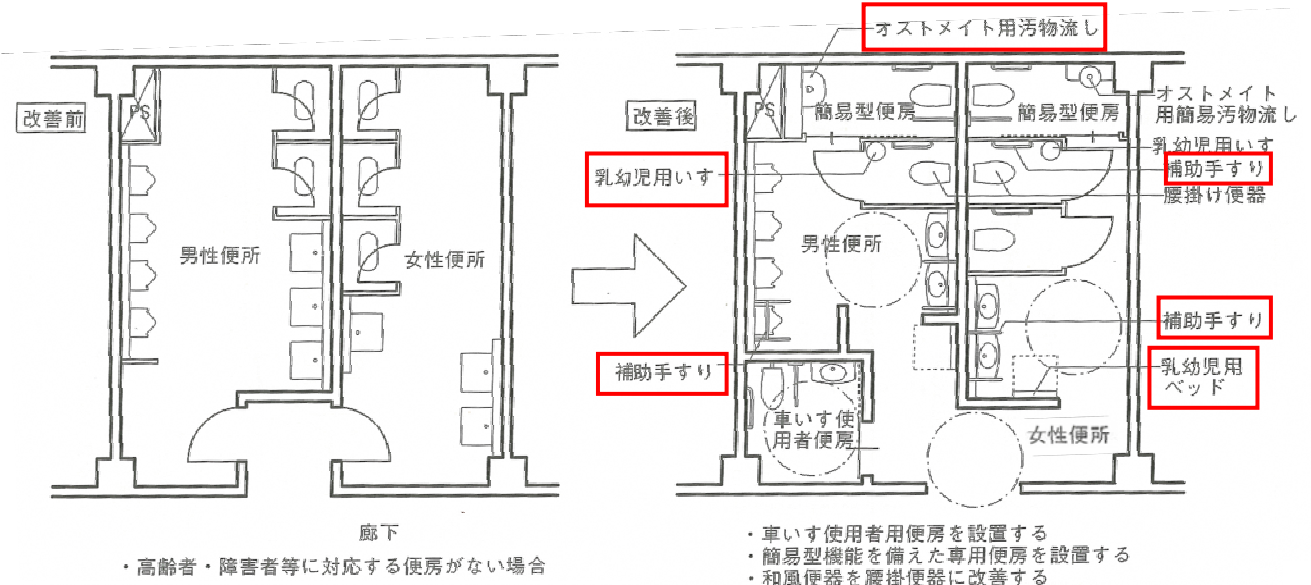 オストメイト用汚物流し
改善前
PS
男性便所
女性便所
廊下
・高齢者・障害者等に対応する便房がない場合
改善後
PS
簡易型便房
簡易型便房
オストメイト
用簡易汚物流し
乳幼児用いす
乳幼児用いす
補助手すり
腰掛け便器
男性便所
補助手すり
補助手すり
乳幼児用
ベッド
車いす使
用者便房
女性便所
・車いす使用者用便房を設置する
・簡易型機能を備えた専用便房を設置する
・和風便器を腰掛便器に改善する